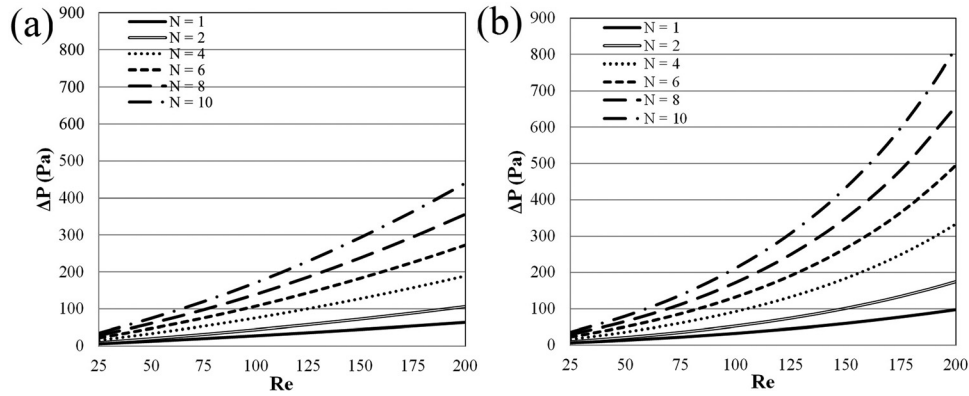 (a)
900
800
700
600
500
400
300
200
100
0
ΔP (Pa)
N = 1
N = 2
N = 4
N = 6
N = 8
N = 10
25 50 75 100 125 150 175 200
Re
(b)
900
800
700
600
500
400
300
200
100
0
ΔP (Pa)
N = 1
N = 2
N = 4
N = 6
N = 8
N = 10
25 50 75 100 125 150 175 200
Re